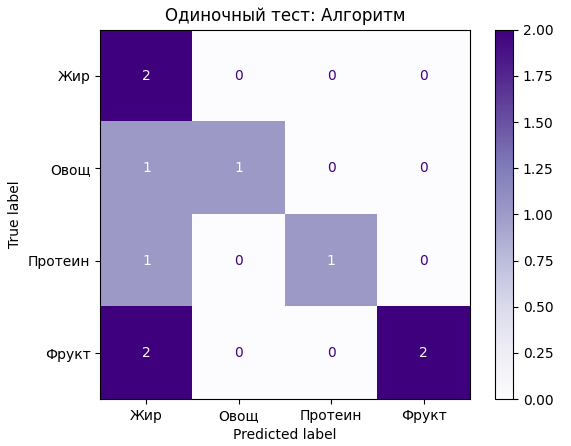 Одиночный тест: Алгоритм
True label
Жир
Овощ
Протеин
Фрукт
2 0 0 0
1 1 0 0
1 0 1 0
2 0 0 2
Жир Овощ Протеин Фрукт
Predicted label
2.00
1.75
1.50
1.25
1.00
0.75
0.50
0.25
0.00